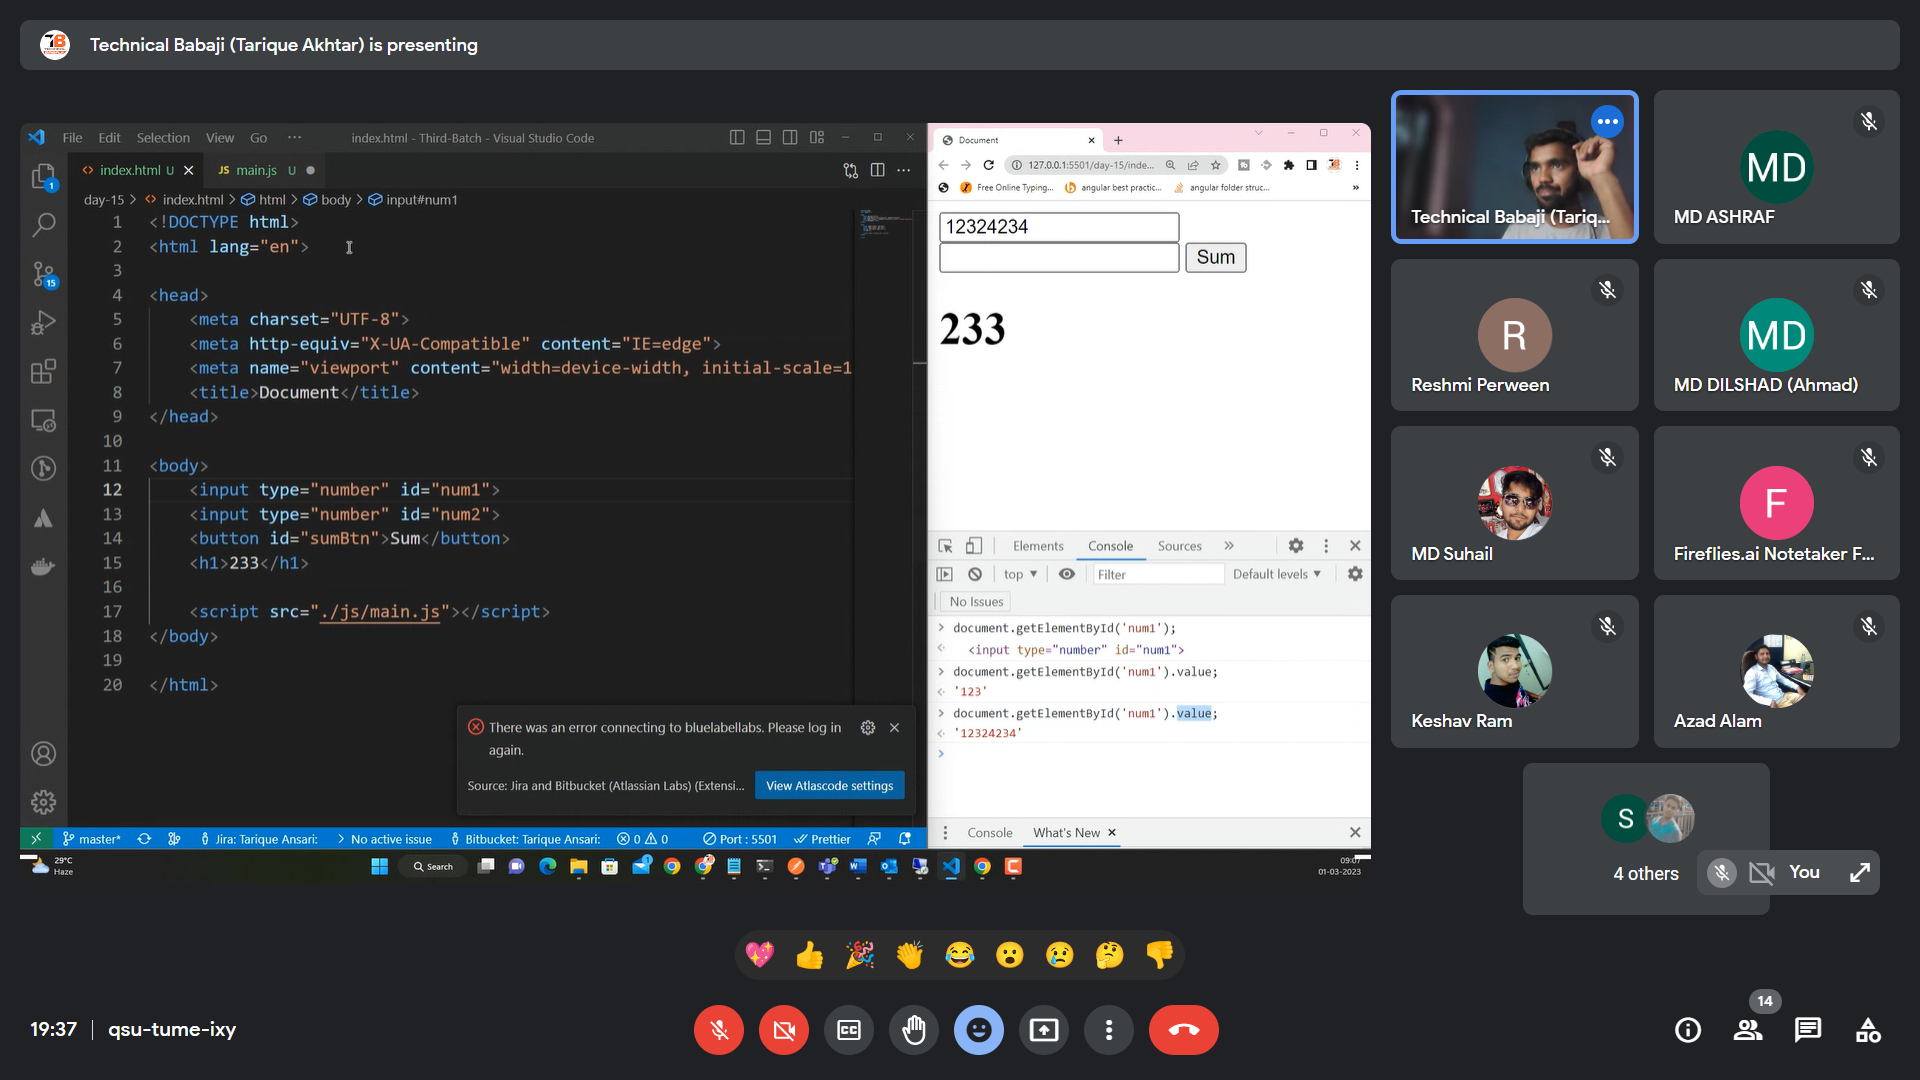 Technical Babaji (Tarique Akhtar) is presenting
File Edit Selection View Go ··· index.html - Third-Batch - Visual Studio Code
index.html U JS main.js U
day-15 > index.html > html > body > input#num1
1 <!DOCTYPE html>
2 <html lang="en">
3
4 <head>
5 <meta charset="UTF-8">
6 <meta http-equiv="X-UA-Compatible" content="IE=edge">
7 <meta name="viewport" content="width=device-width, initial-scale=1
8 <title>Document</title>
9 </head>
10
11 <body>
12 <input type="number" id="num1">
13 <input type="number" id="num2">
14 <button id="sumBtn">Sum</button>
15 <h1>233</h1>
16
17 <script src="./js/main.js"></script>
18 </body>
19
20 </html>
1
15
There was an error connecting to bluelabellabs. Please log in
again.
Source: Jira and Bitbucket (Atlassian Labs) (Extensi...
View Atlascode settings
master* Jira: Tarique Ansari: No active issue Bitbucket: Tarique Ansari: 0 0 Port : 5501 Prettier
Document
127.0.0.1:5501/day-15/inde...
Free Online Typing... angular best practic... angular folder struc... »
12324234
Sum
233
Elements Console Sources »
top Filter Default levels
No Issues
> document.getElementById('num1');
<input type="number" id="num1">
> document.getElementById('num1').value;
'123'
> document.getElementById('num1').value;
'12324234'
>
Console What's New
29°C
Haze
Search
09:07
01-03-2023
Technical Babaji (Tariq...
MD
MD ASHRAF
R
Reshmi Perween
MD
MD DILSHAD (Ahmad)
MD Suhail
F
Fireflies.ai Notetaker F...
Keshav Ram
Azad Alam
S
4 others
You
19:37 | qsu-tume-ixy
CC
14